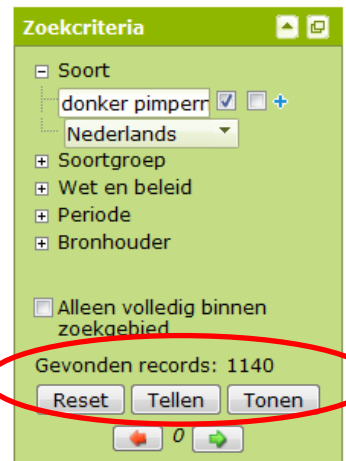 Zoekcriteria
Soort
donker pimperr
Nederlands
Soortgroep
Wet en beleid
Periode
Bronhouder
Alleen volledig binnen
zoekgebied
Gevonden records: 1140
Reset Tellen Tonen
0